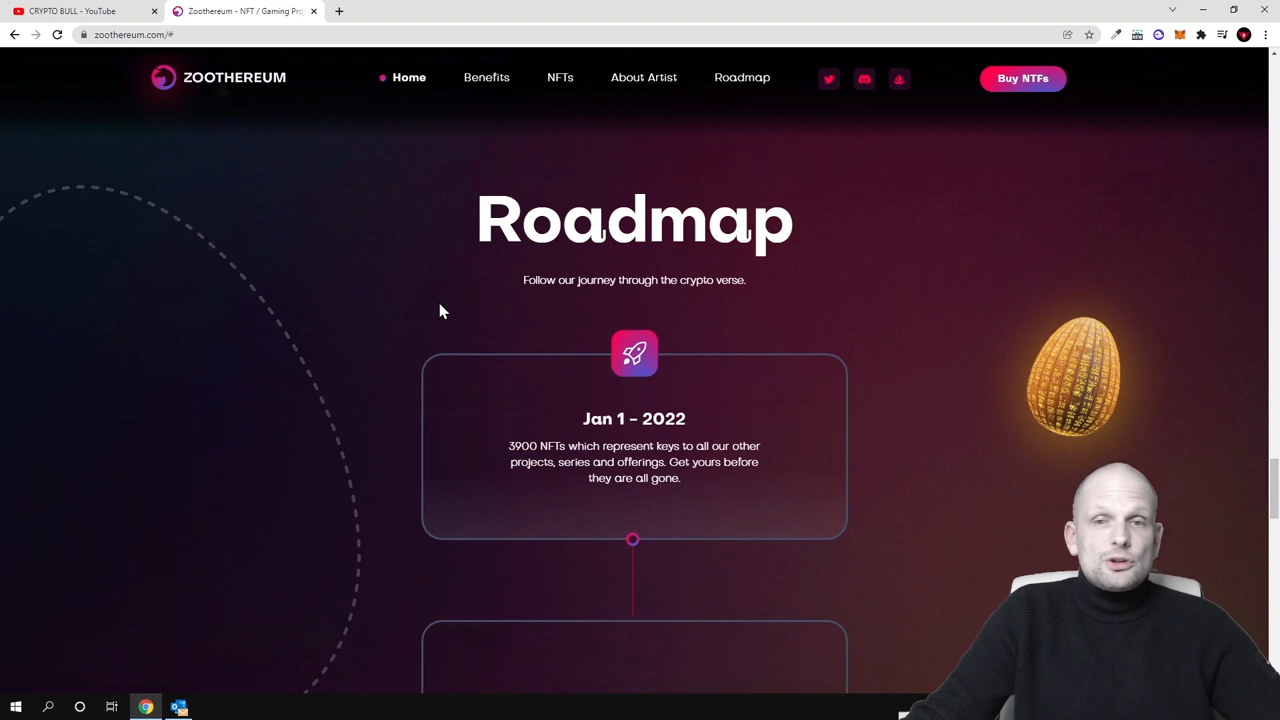 CRYPTO BULL - YouTube
Zoothereum - NFT / Gaming Pro
zoothereum.com/#
ZOOTHEREUM
Home
Benefits
NFTs
About Artist
Roadmap
Buy NTFs
Roadmap
Follow our journey through the crypto verse.
Jan 1 - 2022
3900 NFTs which represent keys to all our other
projects, series and offerings. Get yours before
they are all gone.